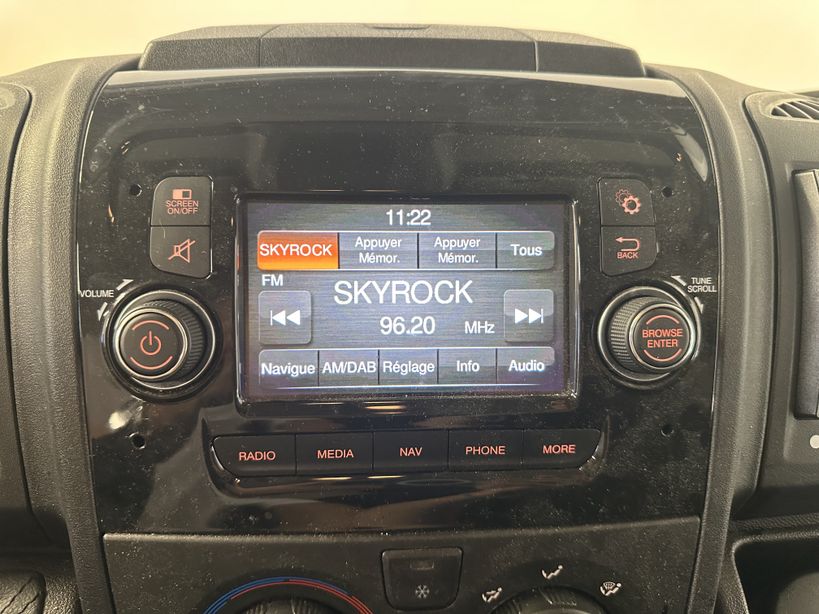 SCREEN
ON/OFF
VOLUME
11:22
SKYROCK
Appuyer
Mémor.
Appuyer
Mémor.
Tous
FM
SKYROCK
96.20 MHz
Navigue AM/DAB Réglage Info Audio
BACK
TUNE
SCROLL
BROWSE
ENTER
RADIO MEDIA NAV PHONE MORE